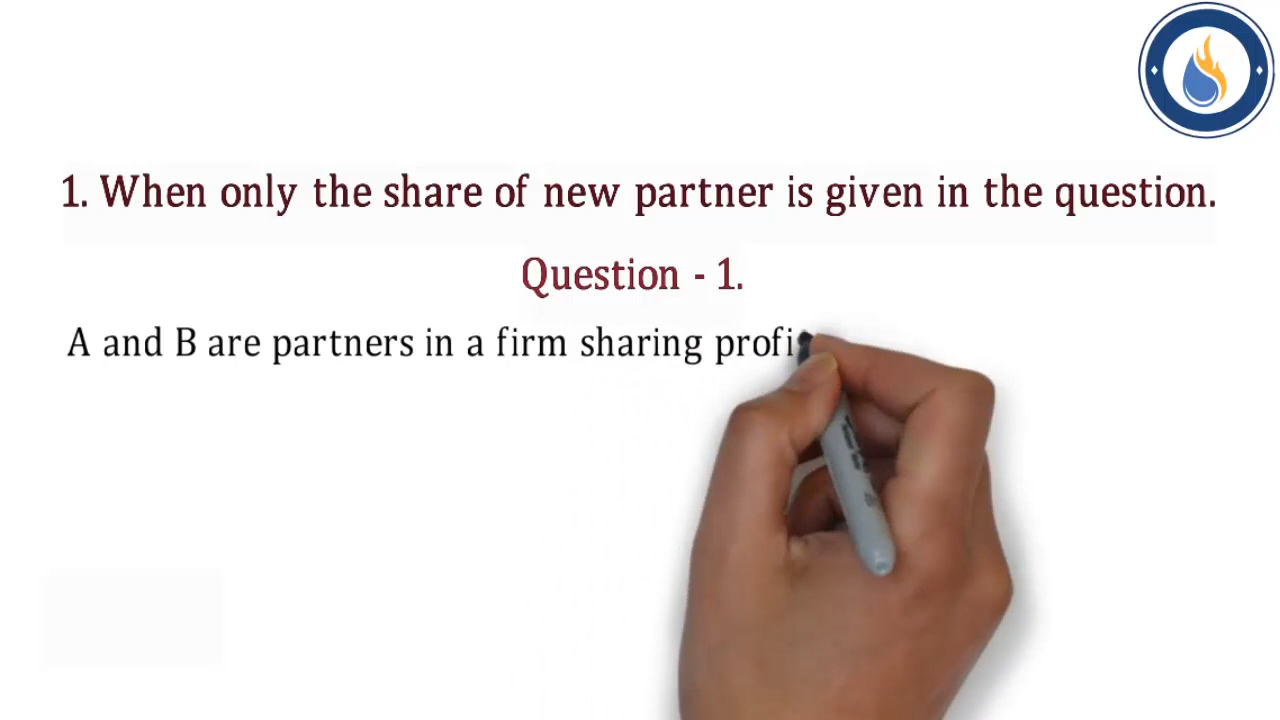 1. When only the share of new partner is given in the question.
Question - 1.
A and B are partners in a firm sharing profi